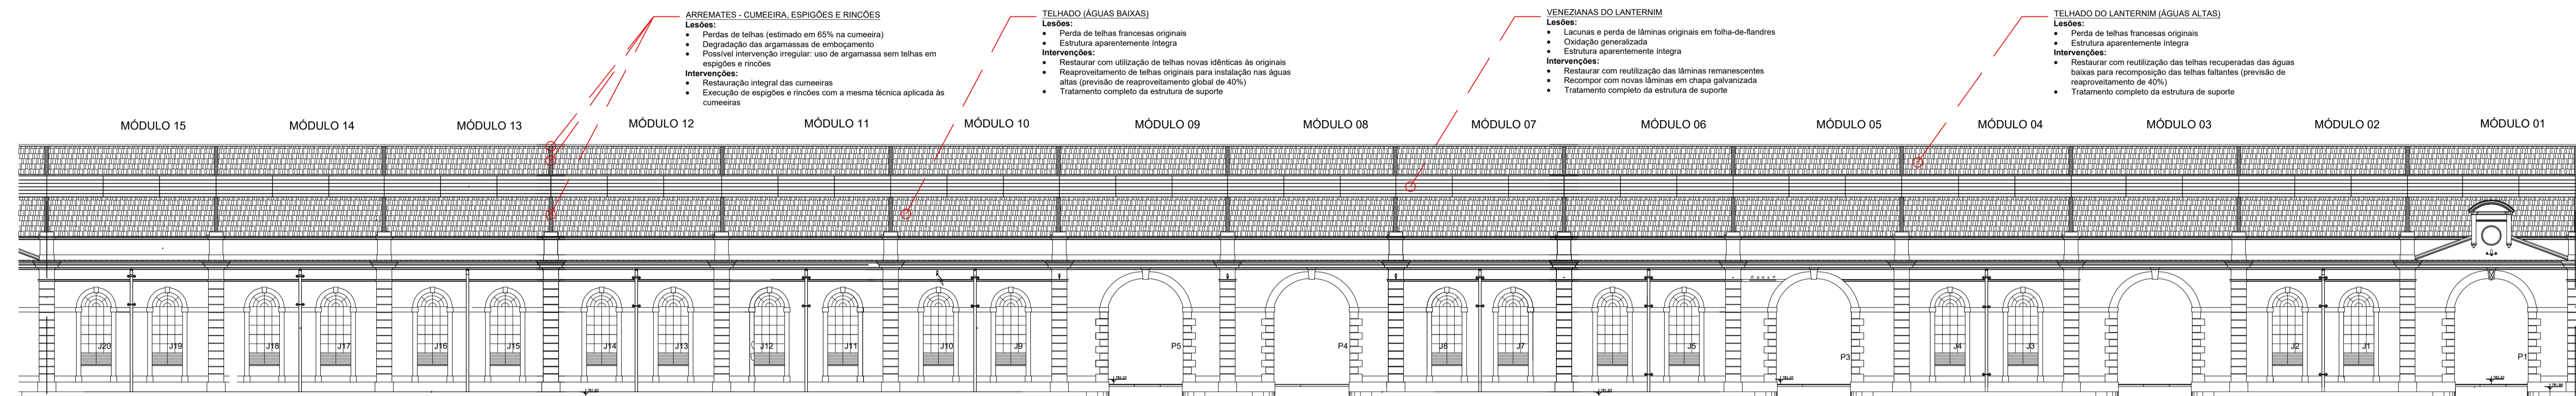 ARREMATES - CUMEEIRA, ESPIGÕES E RINCÕES
Lesões:
• Perdas de telhas (estimado em 65% na cumeeira)
• Degradação das argamassas de emboçamento
• Possível intervenção irregular: uso de argamassa sem telhas em
espigões e rincões
Intervenções:
• Restauração integral das cumeeiras
• Execução de espigões e rincões com a mesma técnica aplicada às
cumeeiras
TELHADO (ÁGUAS BAIXAS)
Lesões:
• Perda de telhas francesas originais
• Estrutura aparentemente íntegra
Intervenções:
• Restaurar com utilização de telhas novas idênticas às originais
• Reaproveitamento de telhas originais para instalação nas águas
altas (previsão de reaproveitamento global de 40%)
• Tratamento completo da estrutura de suporte
VENEZIANAS DO LANTERNIM
Lesões:
• Lacunas e perda de lâminas originais em folha-de-flandres
• Oxidação generalizada
• Estrutura aparentemente íntegra
Intervenções:
• Restaurar com reutilização das lâminas remanescentes
• Recompor com novas lâminas em chapa galvanizada
• Tratamento completo da estrutura de suporte
TELHADO DO LANTERNIM (ÁGUAS ALTAS)
Lesões:
• Perda de telhas francesas originais
• Estrutura aparentemente íntegra
Intervenções:
• Restaurar com reutilização das telhas recuperadas das águas
baixas para recomposição das telhas faltantes (previsão de
reaproveitamento de 40%)
• Tratamento completo da estrutura de suporte
MÓDULO 15
MÓDULO 14
MÓDULO 13
MÓDULO 12
MÓDULO 11
MÓDULO 10
MÓDULO 09
MÓDULO 08
MÓDULO 07
MÓDULO 06
MÓDULO 05
MÓDULO 04
MÓDULO 03
MÓDULO 02
MÓDULO 01
J20
J19
J18
J17
J16
J15
J14
J13
J12
J11
J10
J9
P5
P4
J8
J7
J5
P3
J4
J3
J2
J1
P1